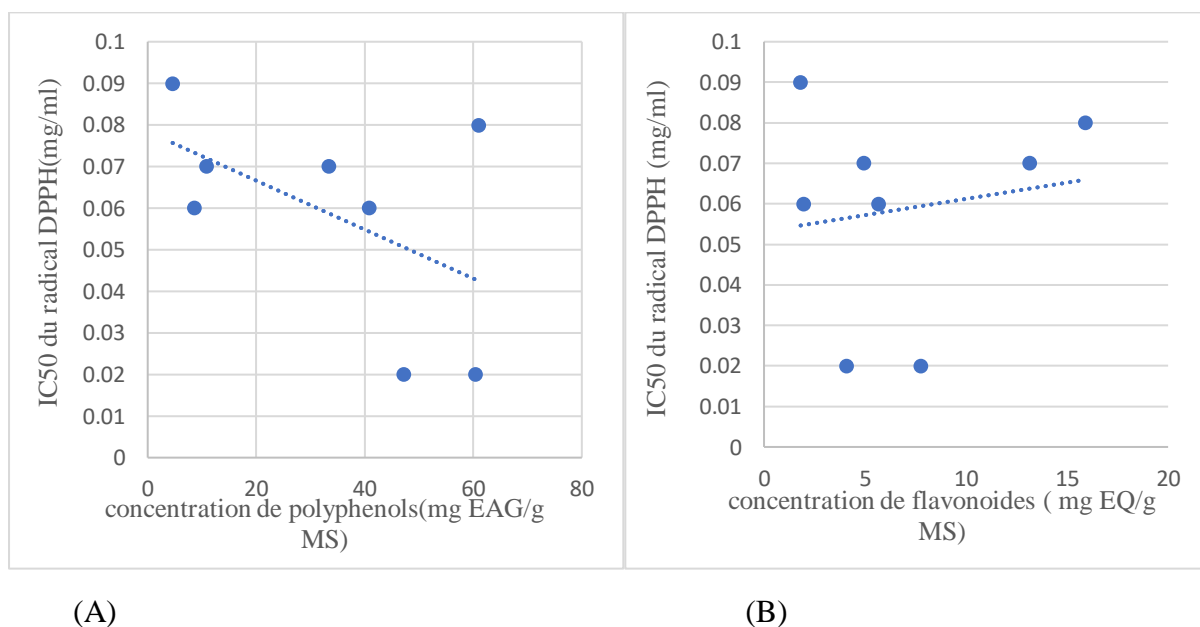 0.1
0.09
0.08
0.07
0.06
0.05
0.04
0.03
0.02
0.01
0
IC50 du radical DPPH(mg/ml)
0 20 40 60 80
concentration de polyphenols(mg EAG/g
MS)
(A)
0.1
0.09
0.08
0.07
0.06
0.05
0.04
0.03
0.02
0.01
0
IC50 du radical DPPH (mg/ml)
0 5 10 15 20
concentration de flavonoides ( mg EQ/g
MS)
(B)